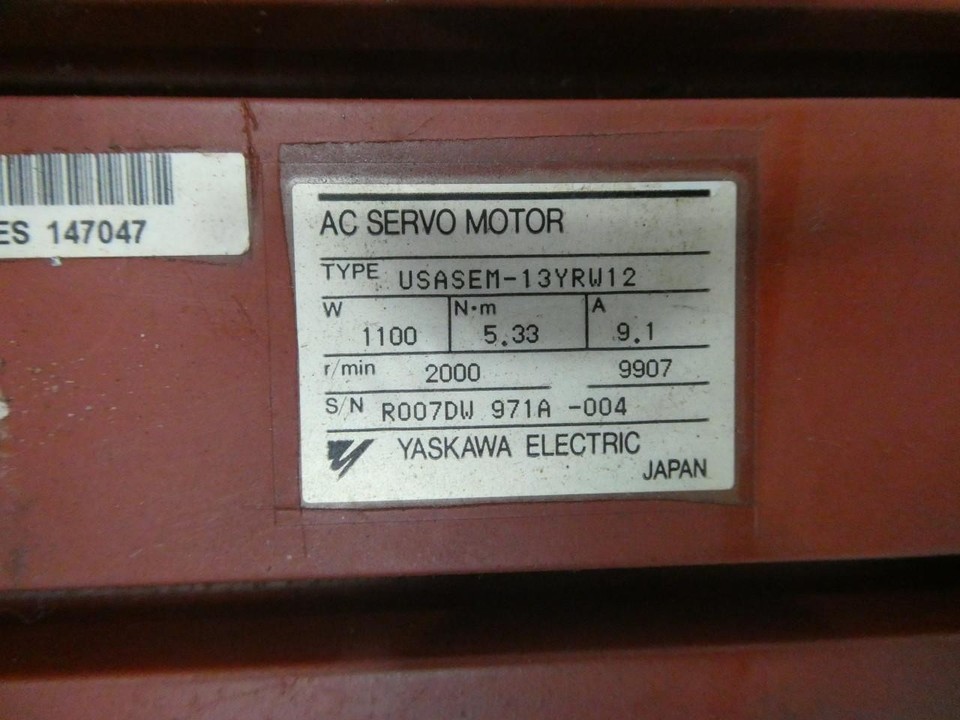 ES 147047
AC SERVO MOTOR
TYPE USASEM-13YRW12
W N·m A
1100 5.33 9.1
r/min 2000 9907
S/N R007DW 971A -004
YASKAWA ELECTRIC
JAPAN